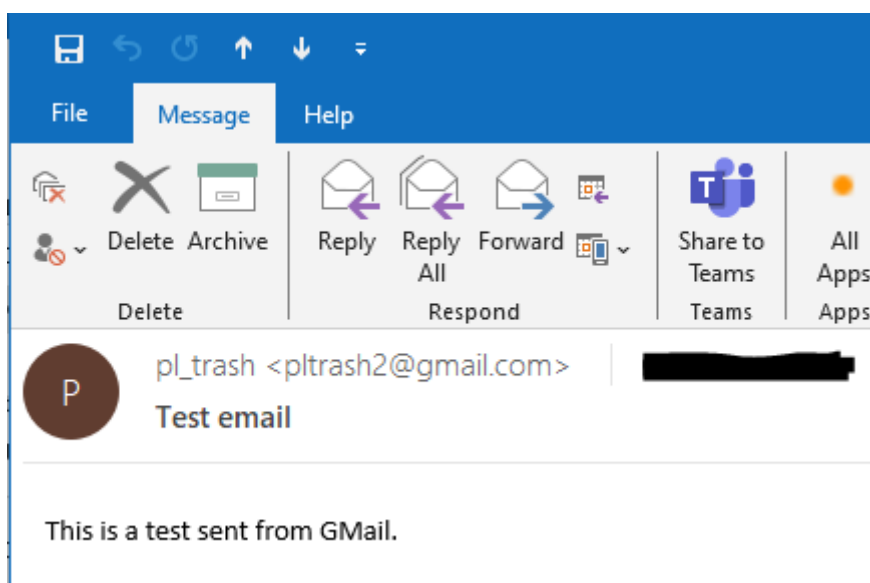 File Message Help
Delete Archive Reply Reply All Forward Share to Teams All Apps
Delete Respond Teams Apps
P
pl_trash <pltrash2@gmail.com>
Test email
This is a test sent from GMail.